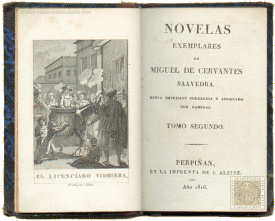 EL LICENCIADO VIDRIERA.
NOVELAS
EXEMPLARES
DE
MIGUEL DE CERVANTES
SAAVEDRA.
NUEVA IMPRESION CORREGIDA Y ADORNADA
CON LAMINAS.
TOMO SEGUNDO.
PERPIÑAN,
EN LA IMPRENTA DE J. ALZINE.
Año 1816.